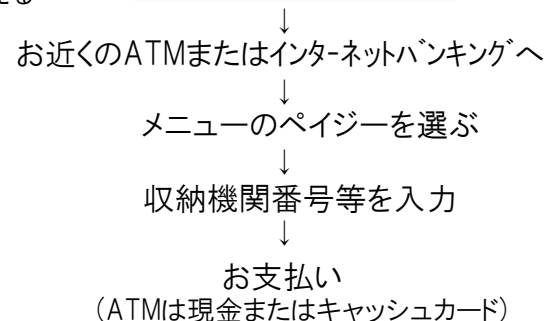 ↓
お近くのATMまたはインターネットバンキングへ
↓
メニューのペイジーを選ぶ
↓
収納機関番号等を入力
↓
お支払い
(ATMは現金またはキャッシュカード)